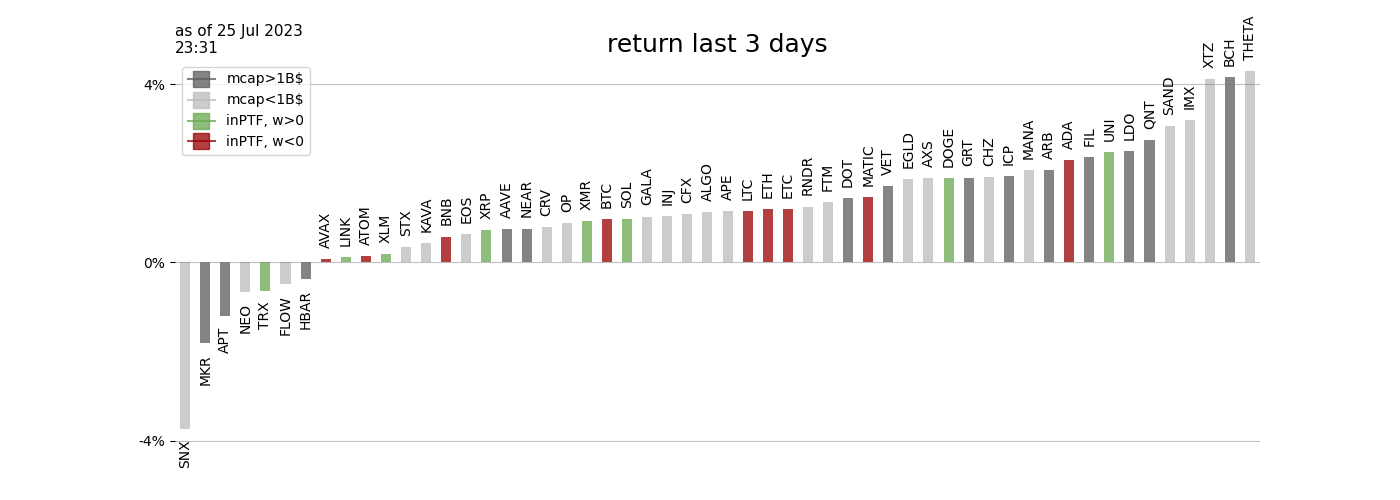 as of 25 Jul 2023
23:31
return last 3 days
mcap>1B$
mcap<1B$
inPTF, w>0
inPTF, w<0
4%
0%
-4%
SNX
MKR
APT
NEO
TRX
FLOW
HBAR
AVAX
LINK
ATOM
XLM
STX
KAVA
BNB
EOS
XRP
AAVE
NEAR
CRV
OP
XMR
BTC
SOL
GALA
INJ
CFX
ALGO
APE
LTC
ETH
ETC
RNDR
FTM
DOT
MATIC
VET
EGLD
AXS
DOGE
GRT
CHZ
ICP
MANA
ARB
ADA
FIL
UNI
LDO
QNT
SAND
IMX
XTZ
BCH
THETA